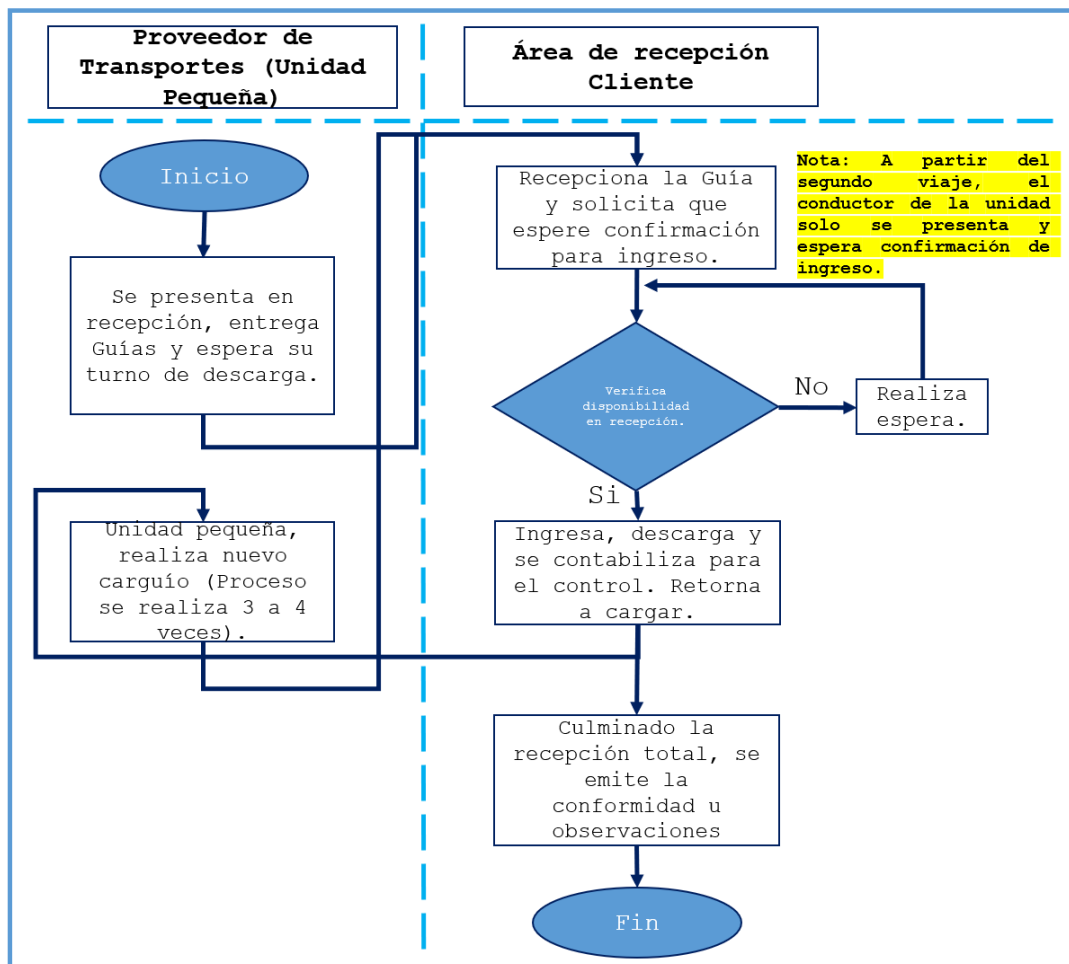 Proveedor de
Transportes (Unidad
Pequeña)
Área de recepción
Cliente
Inicio
Se presenta en
recepción, entrega
Guías y espera su
turno de descarga.
Recepciona la Guía
y solicita que
espere confirmación
para ingreso.
Nota: A partir del
segundo viaje, el
conductor de la unidad
solo se presenta y
espera confirmación de
ingreso.
Verifica
disponibilidad
en recepción.
No
Realiza
espera.
Si
Unidad pequeña,
realiza nuevo
carguío (Proceso
se realiza 3 a 4
veces).
Ingresa, descarga y
se contabiliza para
el control. Retorna
a cargar.
Culminado la
recepción total, se
emite la
conformidad u
observaciones
Fin